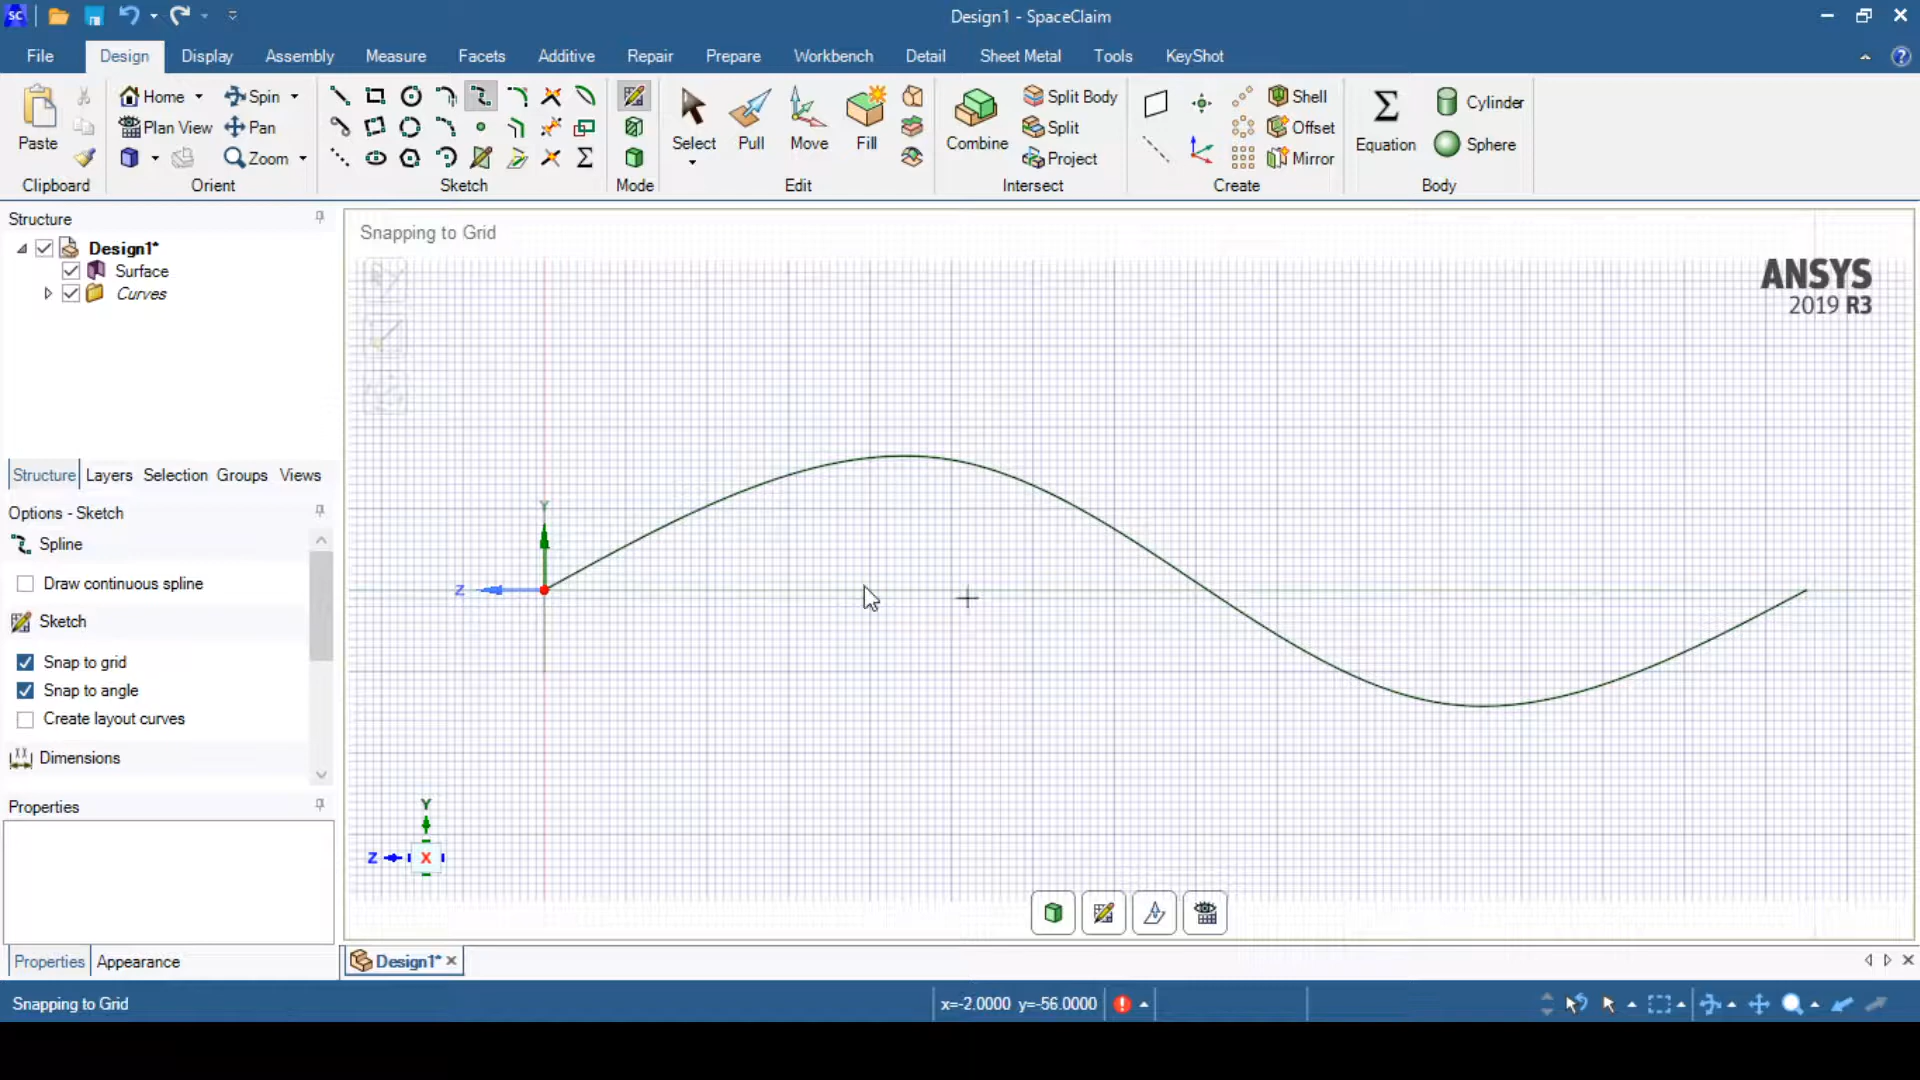 SC
Design1 - SpaceClaim
File Design Display Assembly Measure Facets Additive Repair Prepare Workbench Detail Sheet Metal Tools KeyShot
Home Spin Split Body Shell Cylinder
Plan View Pan Split Offset
Paste Select Pull Move Fill Combine Equation Sphere
Zoom Project Mirror
Clipboard Orient Sketch Mode Edit Intersect Create Body
Structure
Snapping to Grid
Design1*
Surface
Curves
ANSYS
2019 R3
Structure Layers Selection Groups Views
Options - Sketch
Spline
Draw continuous spline
Sketch
Snap to grid
Snap to angle
Create layout curves
Dimensions
Y
Z
Properties
Y
Z X
Properties Appearance
Design1*
Snapping to Grid
x=-2.0000 y=-56.0000